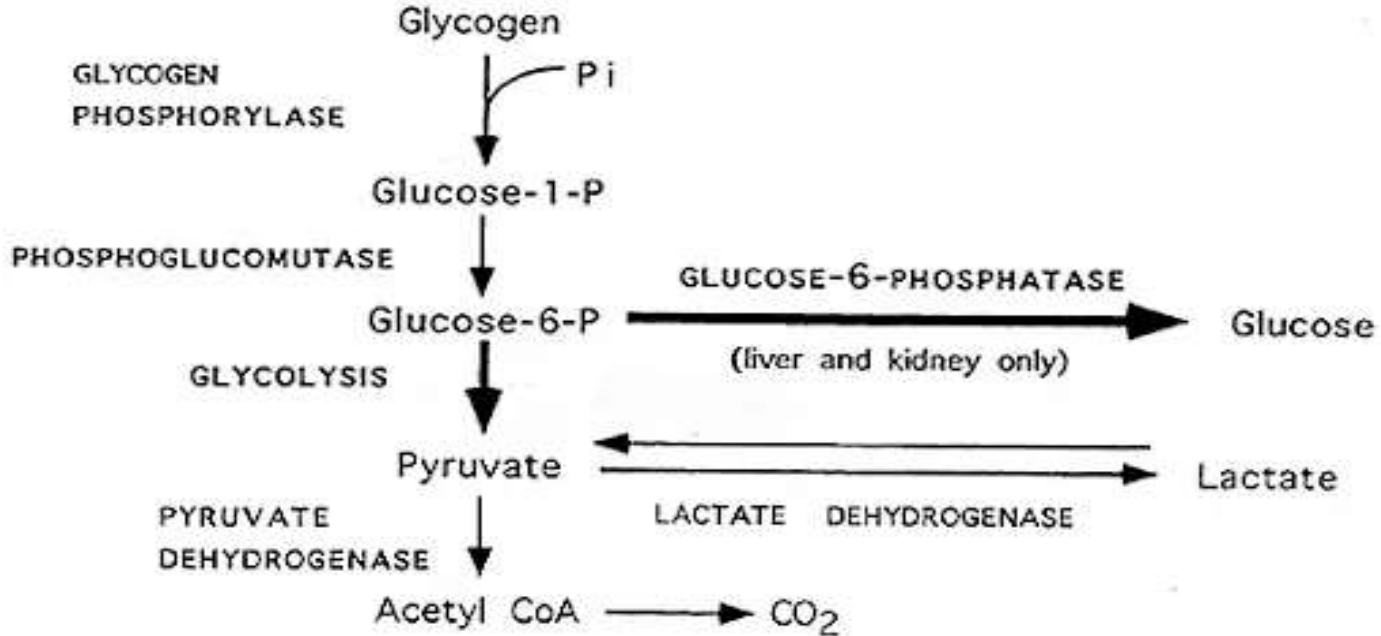 Glycogen
GLYCOGEN
PHOSPHORYLASE
Pi
Glucose-1-P
PHOSPHOGLUCOMUTASE
GLUCOSE-6-PHOSPHATASE
Glucose-6-P
Glucose
(liver and kidney only)
GLYCOLYSIS
Pyruvate
Lactate
PYRUVATE
DEHYDROGENASE
LACTATE DEHYDROGENASE
Acetyl CoA
CO2